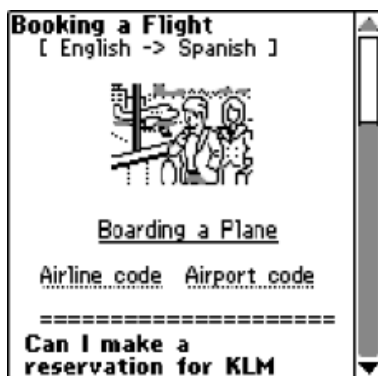 Booking a Flight
[ English -> Spanish ]
Boarding a Plane
Airline code Airport code
======================
Can I make a
reservation for KLM